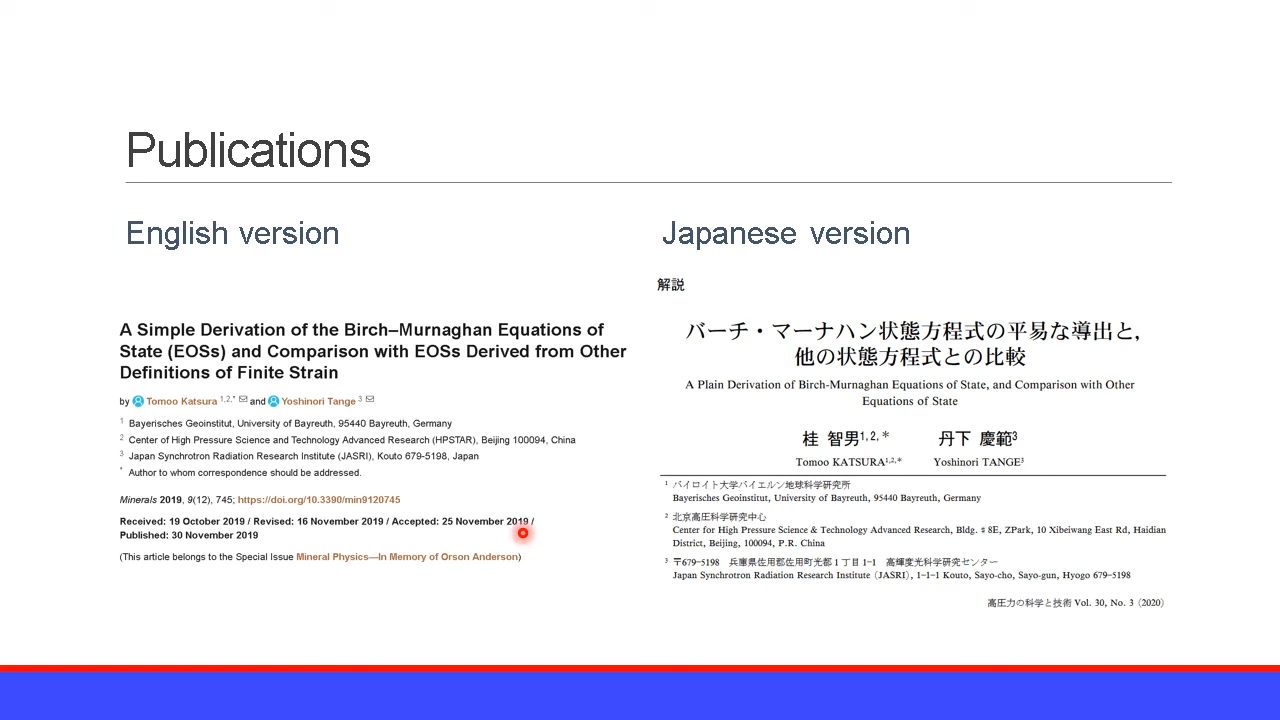 Publications
English version
A Simple Derivation of the Birch–Murnaghan Equations of
State (EOSs) and Comparison with EOSs Derived from Other
Definitions of Finite Strain
by Tomoo Katsura 1,2,* and Yoshinori Tange 3
1 Bayerisches Geoinstitut, University of Bayreuth, 95440 Bayreuth, Germany
2 Center of High Pressure Science and Technology Advanced Research (HPSTAR), Beijing 100094, China
3 Japan Synchrotron Radiation Research Institute (JASRI), Kouto 679-5198, Japan
* Author to whom correspondence should be addressed.
Minerals 2019, 9(12), 745; https://doi.org/10.3390/min9120745
Received: 19 October 2019 / Revised: 16 November 2019 / Accepted: 25 November 2019 /
Published: 30 November 2019
(This article belongs to the Special Issue Mineral Physics—In Memory of Orson Anderson)
Japanese version
解説
バーチ・マーナハン状態方程式の平易な導出と,
他の状態方程式との比較
A Plain Derivation of Birch-Murnaghan Equations of State, and Comparison with Other
Equations of State
桂 智男1,2,* 丹下 慶範3
Tomoo KATSURA1,2,* Yoshinori TANGE3
1 バイロイト大学バイエルン地球科学研究所
Bayerisches Geoinstitut, University of Bayreuth, 95440 Bayreuth, Germany
2 北京高圧科学研究中心
Center for High Pressure Science & Technology Advanced Research, Bldg. #8E, ZPark, 10 Xibeiwang East Rd, Haidian
District, Beijing, 100094, P.R. China
3 〒679-5198 兵庫県佐用郡佐用町光都1丁目1-1 高輝度光科学研究センター
Japan Synchrotron Radiation Research Institute (JASRI), 1-1-1 Kouto, Sayo-cho, Sayo-gun, Hyogo 679-5198
高圧力の科学と技術 Vol. 30, No. 3 (2020)